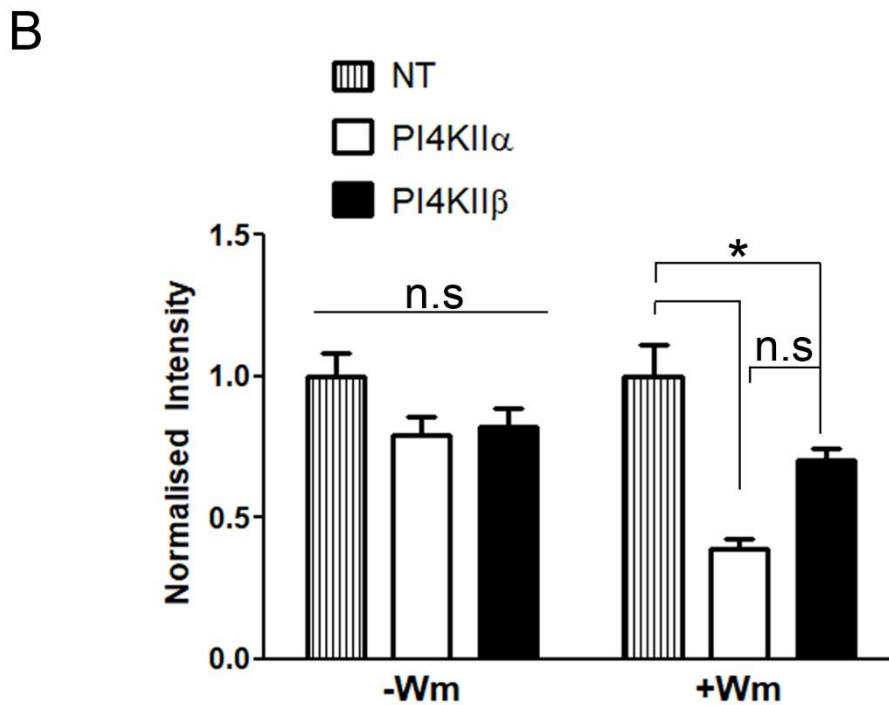 B
NT
PI4KIIα
PI4KIIβ
Normalised Intensity
1.5
1.0
0.5
0.0
n.s
*
n.s
-Wm
+Wm